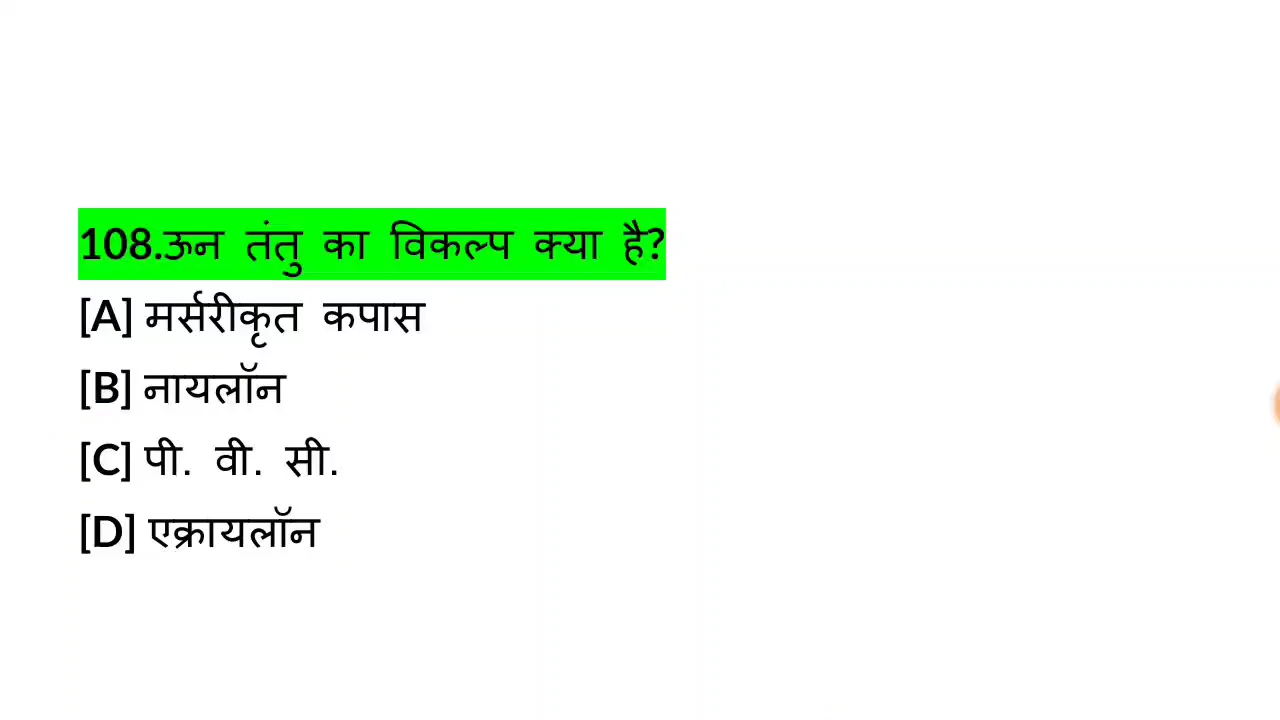 108.ऊन तंतु का विकल्प क्या है?
[A] मर्सरीकृत कपास
[B] नायलॉन
[C] पी. वी. सी.
[D] एक्रायलॉन